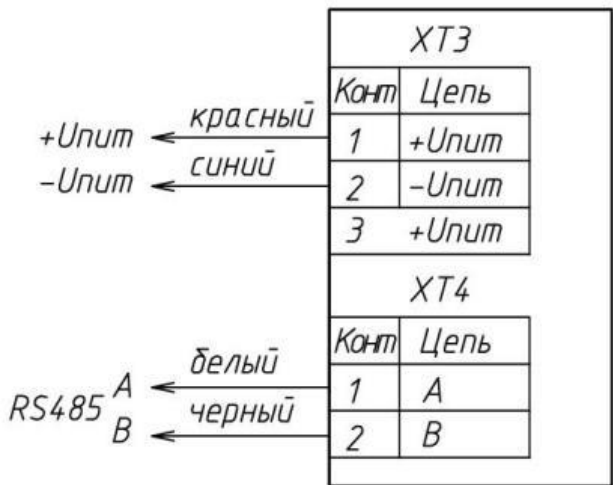 XT3
Конт Цепь
+Uпит красный 1 +Uпит
-Uпит синий 2 -Uпит
3 +Uпит
XT4
Конт Цепь
RS485 A белый 1 A
B черный 2 B